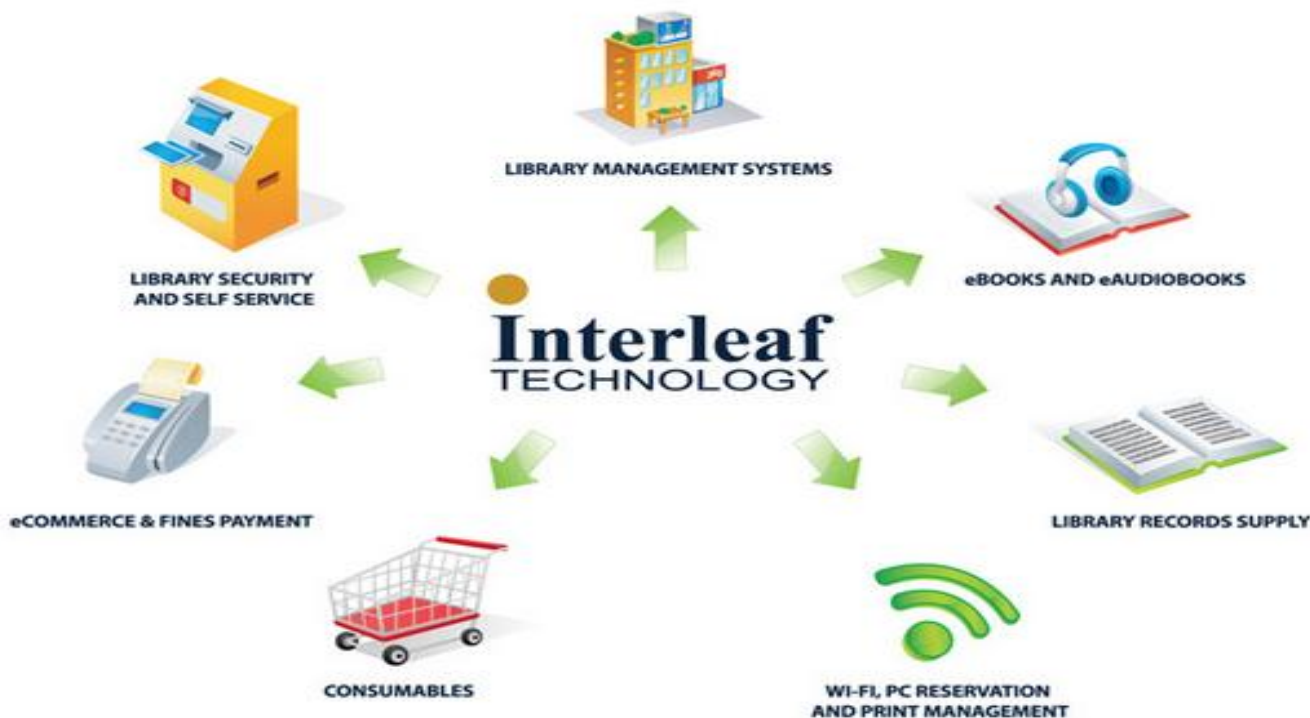 LIBRARY MANAGEMENT SYSTEMS
LIBRARY SECURITY
AND SELF SERVICE
eBOOKS AND eAUDIOBOOKS
Interleaf
TECHNOLOGY
eCOMMERCE & FINES PAYMENT
LIBRARY RECORDS SUPPLY
CONSUMABLES
WI-FI, PC RESERVATION
AND PRINT MANAGEMENT